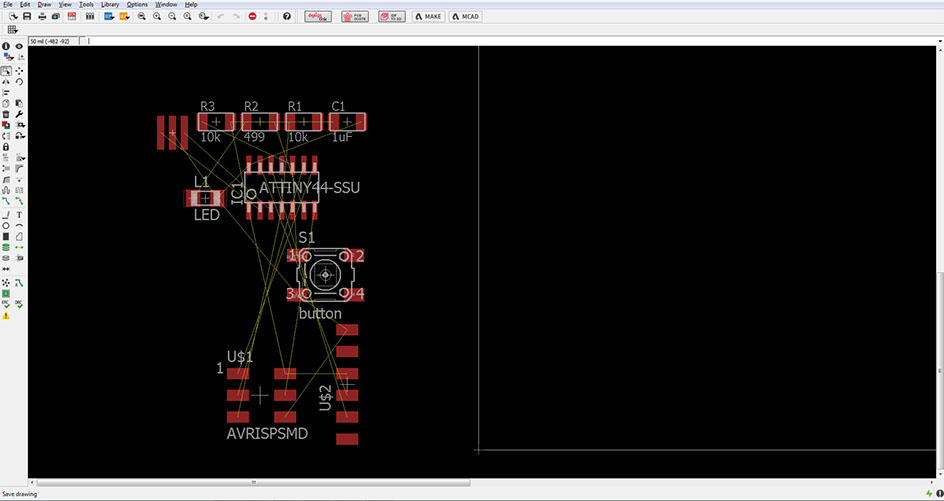 File Edit Draw View Tools Library Options Window Help
MAKE MCAD
50 mil (-482 -92)
R3 R2 R1 C1
10k 499 10k 1uF
L1
LED
IC1
ATTINY44-SSU
S1
1 2
3 4
button
U$1
1
U$2
AVRISPSMD
Save drawing